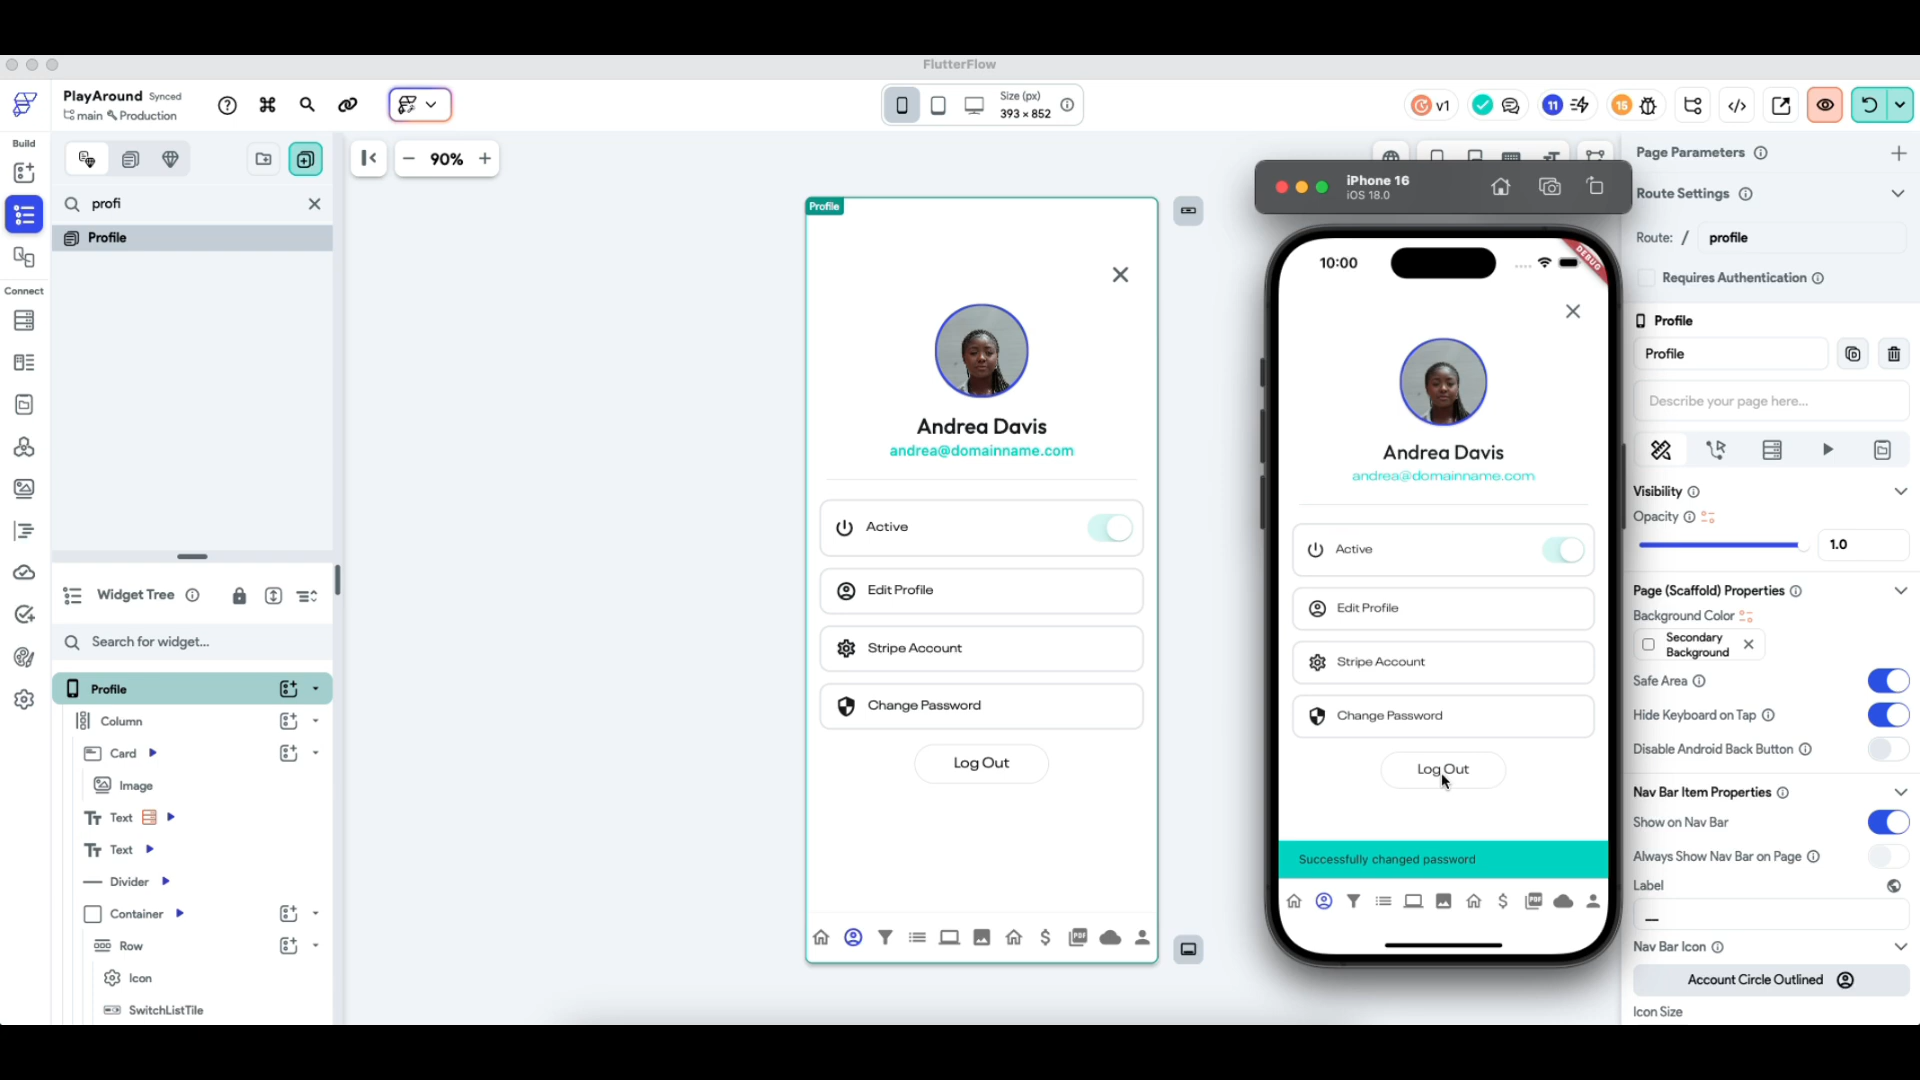 FlutterFlow
PlayAround Synced
main Production
Size (px)
393 × 852
v1
11
15
Build
Connect
profi
Profile
90%
Widget Tree
Search for widget...
Profile
Column
Card
Image
Text
Text
Divider
Container
Row
Icon
SwitchListTile
Profile
Andrea Davis
andrea@domainname.com
Active
Edit Profile
Stripe Account
Change Password
Log Out
PDF
iPhone 16
iOS 18.0
10:00
DEBUG
Andrea Davis
andrea@domainname.com
Active
Edit Profile
Stripe Account
Change Password
Log Out
Successfully changed password
PDF
Page Parameters
Route Settings
Route: / profile
Requires Authentication
Profile
Profile
Describe your page here...
Visibility
Opacity
1.0
Page (Scaffold) Properties
Background Color
Secondary
Background
Safe Area
Hide Keyboard on Tap
Disable Android Back Button
Nav Bar Item Properties
Show on Nav Bar
Always Show Nav Bar on Page
Label
__
Nav Bar Icon
Account Circle Outlined
Icon Size